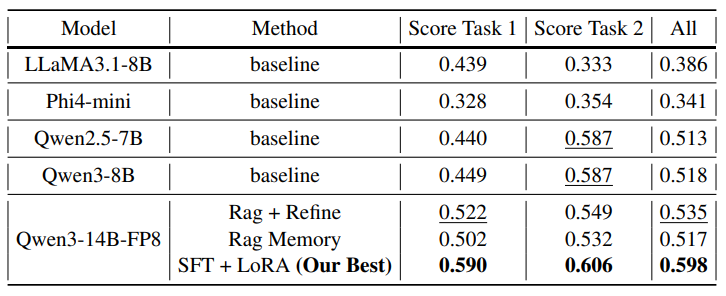 Model Method Score Task 1 Score Task 2 All
LLaMA3.1-8B baseline 0.439 0.333 0.386
Phi4-mini baseline 0.328 0.354 0.341
Qwen2.5-7B baseline 0.440 0.587 0.513
Qwen3-8B baseline 0.449 0.587 0.518
Qwen3-14B-FP8 Rag + Refine 0.522 0.549 0.535
Rag Memory 0.502 0.532 0.517
SFT + LoRA (Our Best) 0.590 0.606 0.598